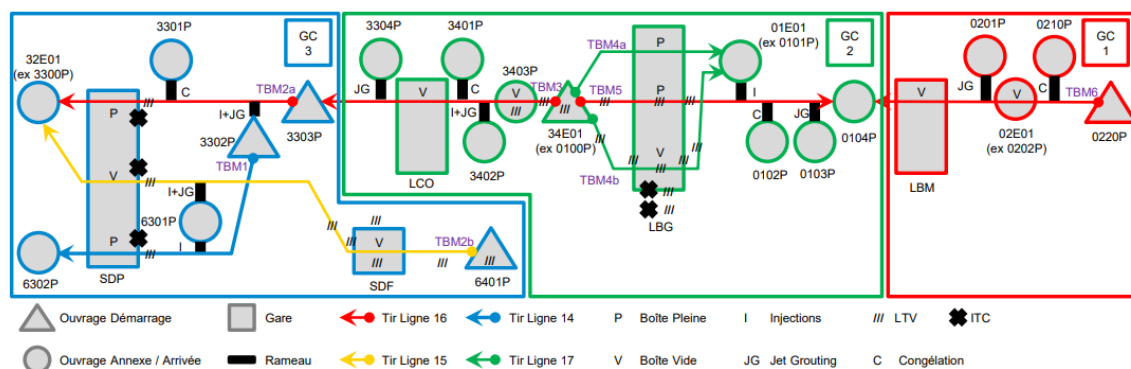 3301P
32E01
(ex 3300P)
GC
3
C
TBM2a
P
///
I+JG
3302P
3303P
TBM1
V
///
I+JG
6301P
I
P
///
6302P
SDP
///
///
///
V
///
SDF
TBM2b
///
///
6401P
3304P
3401P
JG
V
LCO
C
I+JG
3402P
3403P
V
///
///
TBM3
///
34E01
(ex 0100P)
TBM4a
TBM5
///
TBM4b
///
P
P
///
V
///
///
///
///
///
///
///
LBG
01E01
(ex 0101P)
GC
2
I
C
JG
0102P
0103P
0104P
0201P
0210P
GC
1
V
LBM
JG
V
C
02E01
(ex 0202P)
TBM6
0220P
Ouvrage Démarrage
Gare
Tir Ligne 16
Tir Ligne 14
P Boîte Pleine
I Injections
/// LTV
ITC
Ouvrage Annexe / Arrivée
Rameau
Tir Ligne 15
Tir Ligne 17
V Boîte Vide
JG Jet Grouting
C Congélation